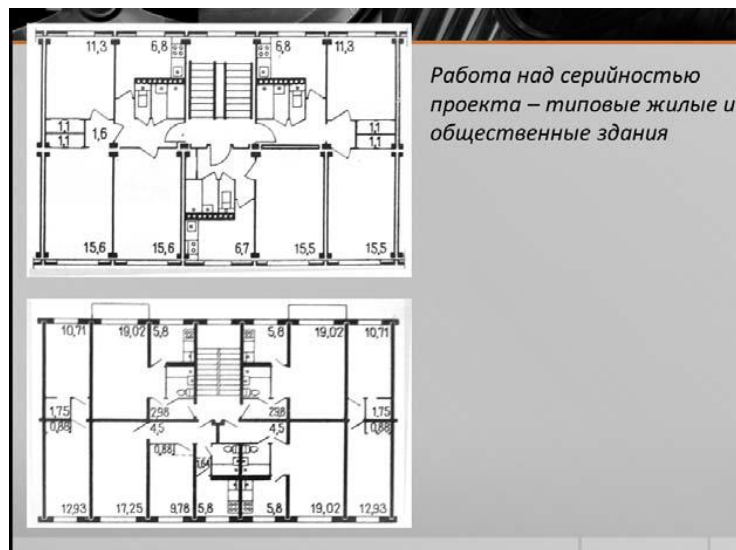 11,3 6,8 6,8 11,3
1,1 1,6 1,1
1,1 1,1
15,6 15,6 6,7 15,5 15,5
Работа над серийностью
проекта – типовые жилые и
общественные здания
10,71 19,02 5,8 5,8 19,02 10,71
1,75 2,98 2,98 1,75
0,88 4,5 4,5 0,88
0,88 1,64
12,93 17,25 9,78 5,8 5,8 19,02 12,93